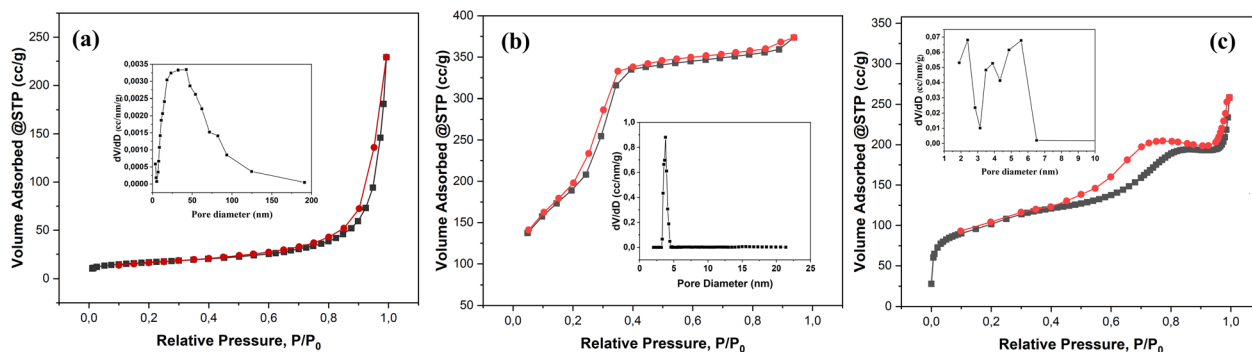 (a)
Volume Adsorbed @STP (cc/g)
250
200
150
100
50
0
0,0 0,2 0,4 0,6 0,8 1,0
Relative Pressure, P/P0
dV/dD (cc/nm/g)
0,0035
0,0030
0,0025
0,0020
0,0015
0,0010
0,0005
0,0000
0 50 100 150 200
Pore diameter (nm)
(b)
Volume Adsorbed @STP (cc/g)
400
350
300
250
200
150
100
50
0,0 0,2 0,4 0,6 0,8 1,0
Relative Pressure, P/P0
dV/dD (cc/nm/g)
1,0
0,8
0,6
0,4
0,2
0,0
0 5 10 15 20 25
Pore Diameter (nm)
(c)
Volume Adsorbed @STP (cc/g)
350
300
250
200
150
100
50
0
0,0 0,2 0,4 0,6 0,8 1,0
Relative Pressure, P/P0
dV/dD (cc/nm/g)
0,07
0,06
0,05
0,04
0,03
0,02
0,01
0,00
1 2 3 4 5 6 7 8 9 10
Pore diameter (nm)